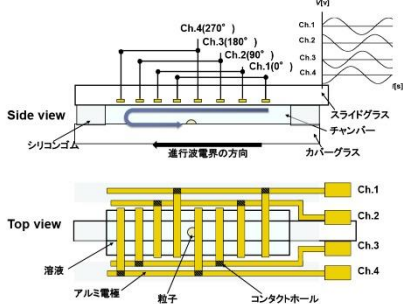 V[v]
Ch.4(270°)
Ch.3(180°)
Ch.2(90°)
Ch.1(0°)
Ch.1
Ch.2
Ch.3
Ch.4
t[s]
Side view
スライドグラス
チャンバー
シリコンゴム
カバーグラス
進行波電界の方向
Top view
Ch.1
Ch.2
Ch.3
Ch.4
溶液
アルミ電極
粒子
コンタクトホール